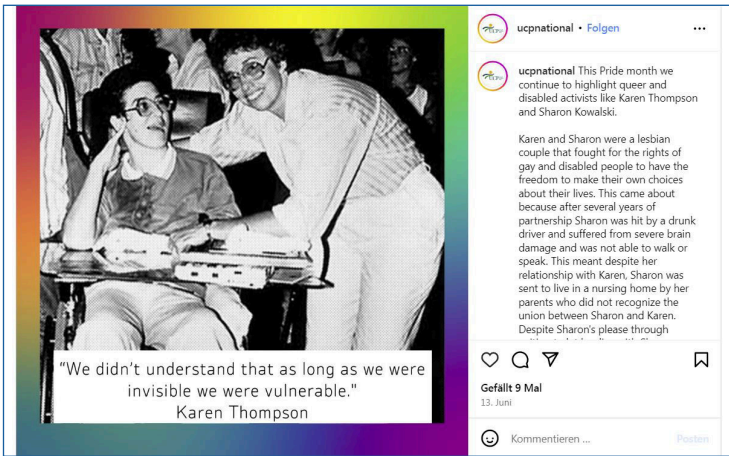 "We didn't understand that as long as we were
invisible we were vulnerable."
Karen Thompson
ucpnational • Folgen
ucpnational This Pride month we
continue to highlight queer and
disabled activists like Karen Thompson
and Sharon Kowalski.
Karen and Sharon were a lesbian
couple that fought for the rights of
gay and disabled people to have the
freedom to make their own choices
about their lives. This came about
because after several years of
partnership Sharon was hit by a drunk
driver and suffered from severe brain
damage and was not able to walk or
speak. This meant despite her
relationship with Karen, Sharon was
sent to live in a nursing home by her
parents who did not recognize the
union between Sharon and Karen.
Despite Sharon's please through
Gefällt 9 Mal
13. Juni
Kommentieren ...
Posten